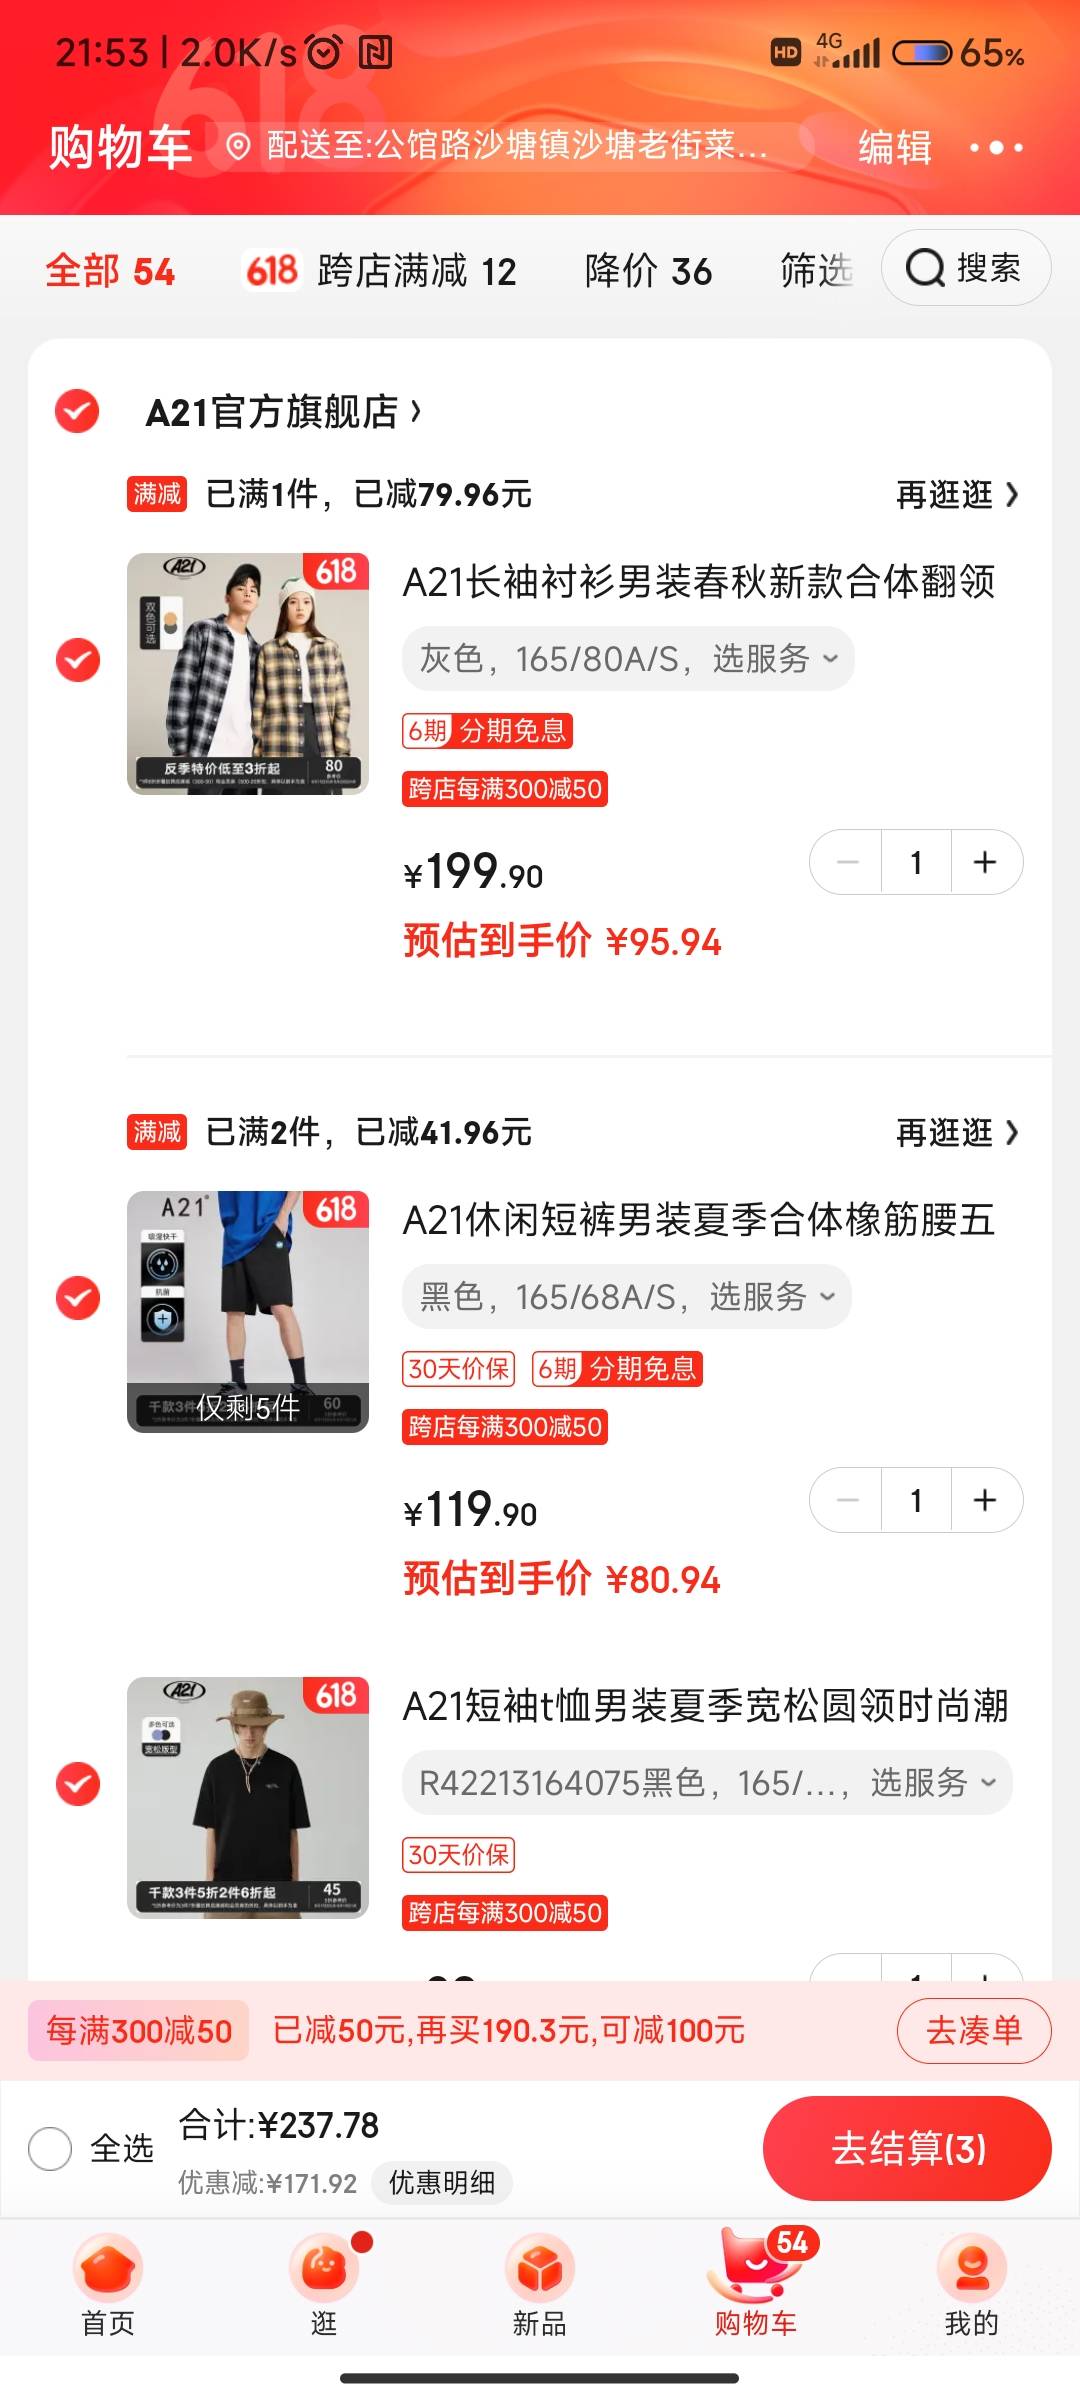 21:53 | 2.0K/s
HD 4G 65%
购物车
配送至:公馆路沙塘镇沙塘老街菜...
编辑
全部 54
618 跨店满减 12
降价 36
筛选
搜索
A21官方旗舰店 ›
满减 已满1件，已减79.96元
再逛逛 ›
A21
618
双色可选
反季特价低至3折起
80
A21长袖衬衫男装春秋新款合体翻领
灰色，165/80A/S，选服务
6期 分期免息
跨店每满300减50
¥199.90
− 1 +
预估到手价 ¥95.94
满减 已满2件，已减41.96元
再逛逛 ›
A21
618
吸湿快干
抗菌
仅剩5件
60
A21休闲短裤男装夏季合体橡筋腰五
黑色，165/68A/S，选服务
30天价保 6期 分期免息
跨店每满300减50
¥119.90
− 1 +
预估到手价 ¥80.94
A21
618
多色可选
宽松版型
千款3件5折2件6折起
45
A21短袖t恤男装夏季宽松圆领时尚潮
R42213164075黑色，165/...，选服务
30天价保
跨店每满300减50
每满300减50
已减50元,再买190.3元,可减100元
去凑单
全选
合计:¥237.78
优惠减:¥171.92
优惠明细
去结算(3)
54
首页
逛
新品
购物车
我的